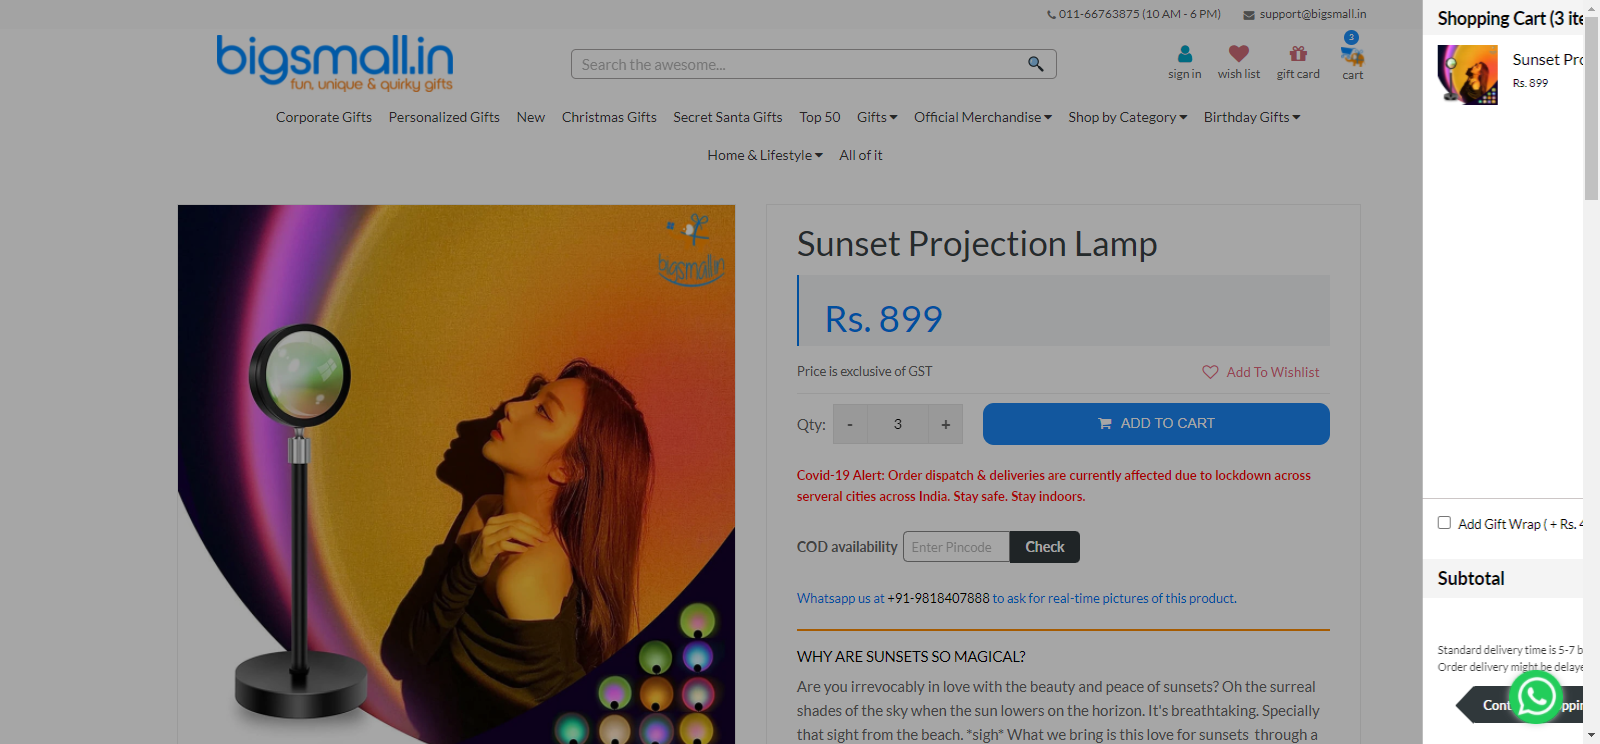 011-66763875 (10 AM - 6 PM)
support@bigsmall.in
bigsmall.in
fun, unique & quirky gifts
Search the awesome...
sign in
wish list
gift card
3
cart
Corporate Gifts
Personalized Gifts
New
Christmas Gifts
Secret Santa Gifts
Top 50
Gifts
Official Merchandise
Shop by Category
Birthday Gifts
Home & Lifestyle
All of it
bigsmall.in
Sunset Projection Lamp
Rs. 899
Price is exclusive of GST
Add To Wishlist
Qty:
-
3
+
ADD TO CART
Covid-19 Alert: Order dispatch & deliveries are currently affected due to lockdown across
serveral cities across India. Stay safe. Stay indoors.
COD availability
Enter Pincode
Check
Whatsapp us at +91-9818407888 to ask for real-time pictures of this product.
WHY ARE SUNSETS SO MAGICAL?
Are you irrevocably in love with the beauty and peace of sunsets? Oh the surreal
shades of the sky when the sun lowers on the horizon. It's breathtaking. Specially
that sight from the beach. *sigh* What we bring is this love for sunsets through a
Shopping Cart (3 ite
Sunset Pro
Rs. 899
Add Gift Wrap ( + Rs. 4
Subtotal
Standard delivery time is 5-7 b
Order delivery might be delaye